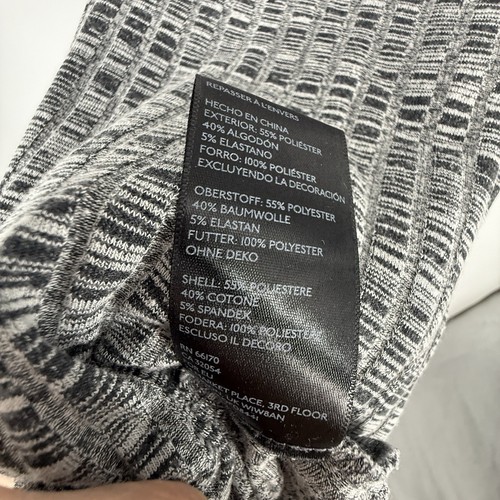 REPASSER À L'ENVERS
HECHO EN CHINA
EXTERIOR: 55% POLIÉSTER
40% ALGODÓN
5% ELASTANO
FORRO: 100% POLIÉSTER
EXCLUYENDO LA DECORACIÓN
OBERSTOFF: 55% POLYESTER
40% BAUMWOLLE
5% ELASTAN
FUTTER: 100% POLYESTER
OHNE DEKO
SHELL: 55% POLIESTERE
40% COTONE
5% SPANDEX
FODERA: 100% POLIESTERE
ESCLUSO IL DECORO
RN 66170
PLACE, 3RD FLOOR
W1W8AN